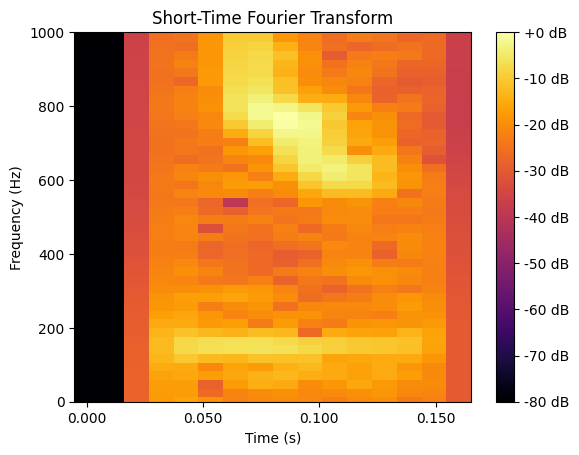 Short-Time Fourier Transform
1000
800
600
400
200
0
Frequency (Hz)
0.000
0.050
0.100
0.150
Time (s)
+0 dB
-10 dB
-20 dB
-30 dB
-40 dB
-50 dB
-60 dB
-70 dB
-80 dB